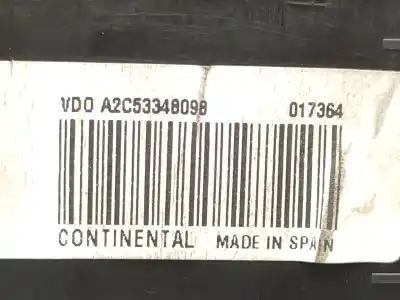 VDO A2C53348098 017364
CONTINENTAL MADE IN SPAIN